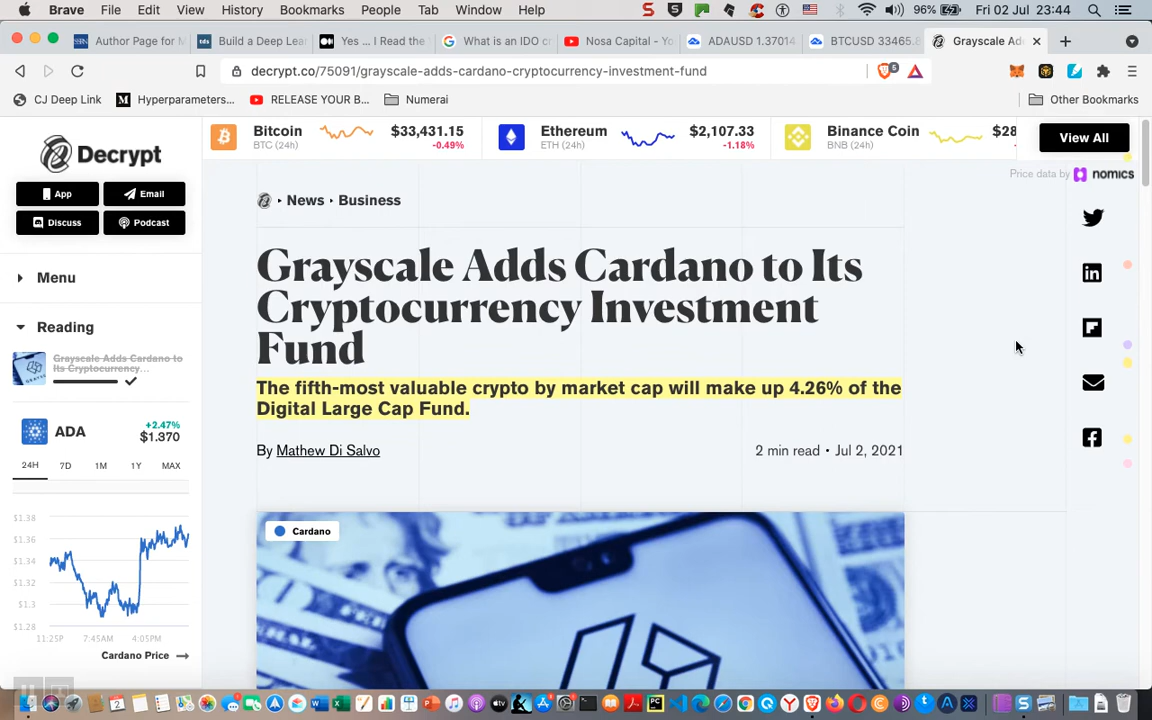 Brave File Edit View History Bookmarks People Tab Window Help 96% Fri 02 Jul 23:44
Author Page for M
Build a Deep Lea
Yes ... I Read the
What is an IDO cr
Nosa Capital - Yo
ADAUSD 1.37014
BTCUSD 33465.8
Grayscale Ad
decrypt.co/75091/grayscale-adds-cardano-cryptocurrency-investment-fund
CJ Deep Link
Hyperparameters...
RELEASE YOUR B...
Numerai
Other Bookmarks
Decrypt
App
Email
Discuss
Podcast
Menu
Reading
Grayscale Adds Cardano to
Its Cryptocurrency...
ADA
+2.47%
$1.370
24H 7D 1M 1Y MAX
$1.38
$1.36
$1.34
$1.32
$1.3
$1.28
11:25P 7:45AM 4:05PM
Cardano Price
Bitcoin $33,431.15
BTC (24h) -0.49%
Ethereum $2,107.33
ETH (24h) -1.18%
Binance Coin $28
BNB (24h)
View All
Price data by nomics
News Business
Grayscale Adds Cardano to Its
Cryptocurrency Investment
Fund
The fifth-most valuable crypto by market cap will make up 4.26% of the
Digital Large Cap Fund.
By Mathew Di Salvo
2 min read • Jul 2, 2021
Cardano